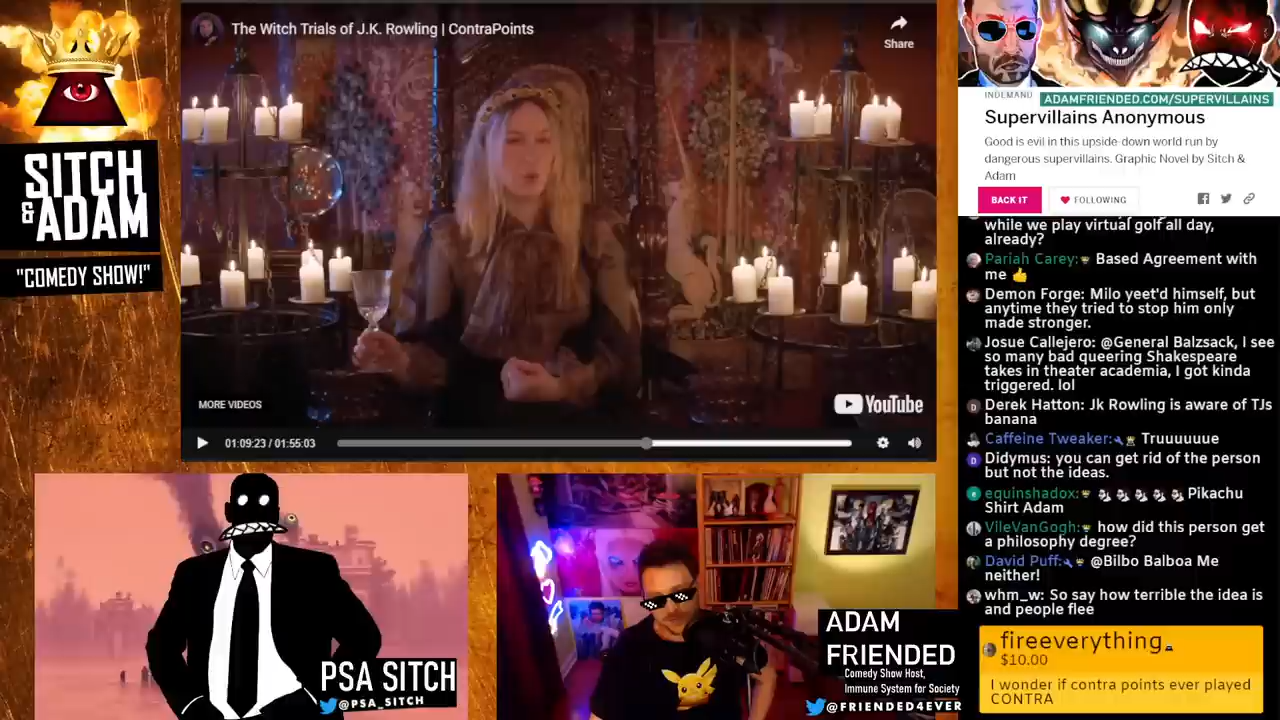 The Witch Trials of J.K. Rowling | ContraPoints
Share
MORE VIDEOS
YouTube
01:09:23 / 01:55:03
SITCH
& ADAM
"COMEDY SHOW!"
PSA SITCH
@PSA_SITCH
ADAM
FRIENDED
Comedy Show Host,
Immune System for Society
@FRIENDED4EVER
INDEMAND
ADAMFRIENDED.COM/SUPERVILLAINS
Supervillains Anonymous
Good is evil in this upside-down world run by
dangerous supervillains. Graphic Novel by Sitch &
Adam
BACK IT
FOLLOWING
while we play virtual golf all day,
already?
Pariah Carey: Based Agreement with
me 👍
Demon Forge: Milo yeet'd himself, but
anytime they tried to stop him only
made stronger.
Josue Callejero: @General Balzsack, I see
so many bad queering Shakespeare
takes in theater academia, I got kinda
triggered. lol
Derek Hatton: Jk Rowling is aware of TJs
banana
Caffeine Tweaker: Truuuuuue
Didymus: you can get rid of the person
but not the ideas.
equinshadox: Pikachu
Shirt Adam
VileVanGogh: how did this person get
a philosophy degree?
David Puff: @Bilbo Balboa Me
neither!
whm_w: So say how terrible the idea is
and people flee
fireeverything
$10.00
I wonder if contra points ever played
CONTRA